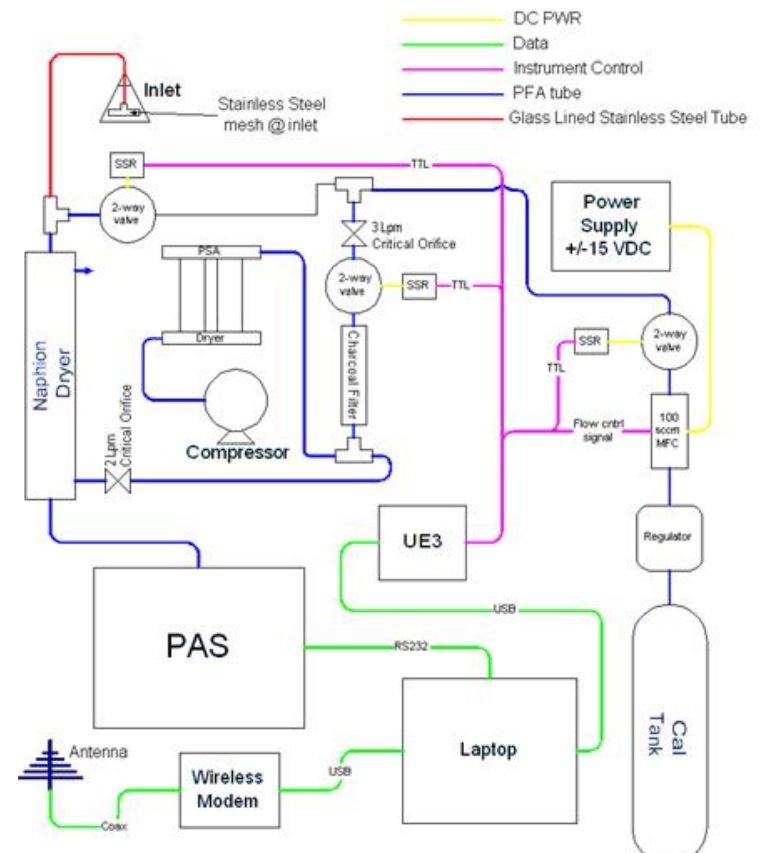 DC PWR
Data
Instrument Control
PFA tube
Glass Lined Stainless Steel Tube
Inlet
Stainless Steel
mesh @ inlet
SSR
TTL
2-way
valve
Power
Supply
+/-15 VDC
3 Lpm
Critical Orifice
PSA
2-way
valve
SSR
TTL
Dryer
Charcoal Filter
SSR
2-way
valve
TTL
Naphion
Dryer
2 Lpm
Critical Orifice
Compressor
Flow cntrl
signal
100
sccm
MFC
UE3
Regulator
USB
PAS
RS232
Cal
Tank
Laptop
Antenna
Wireless
Modem
USB
Coax